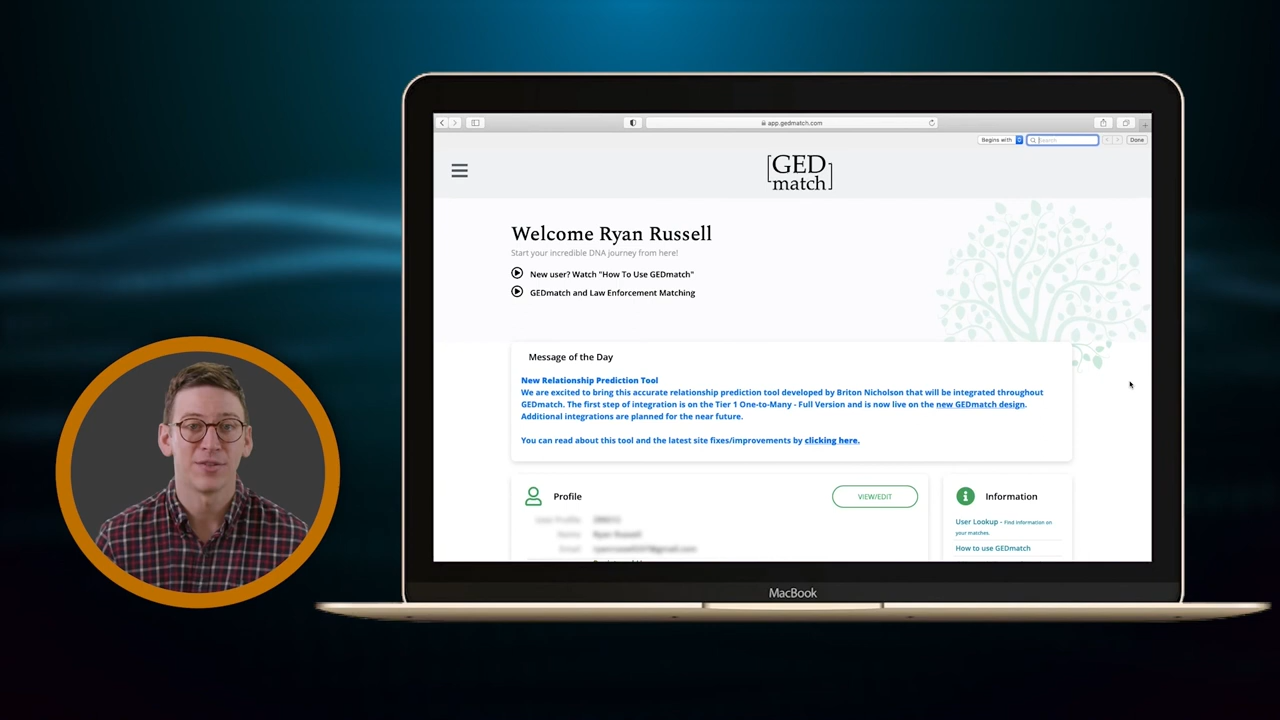 app.gedmatch.com
Begins with
Search
Done
GED
match
Welcome Ryan Russell
Start your incredible DNA journey from here!
New user? Watch "How To Use GEDmatch"
GEDmatch and Law Enforcement Matching
Message of the Day
New Relationship Prediction Tool
We are excited to bring this accurate relationship prediction tool developed by Briton Nicholson that will be integrated throughout
GEDmatch. The first step of integration is on the Tier 1 One-to-Many - Full Version and is now live on the new GEDmatch design.
Additional integrations are planned for the near future.
You can read about this tool and the latest site fixes/improvements by clicking here.
Profile
VIEW/EDIT
Information
User Lookup - Find information on
your matches.
How to use GEDmatch
MacBook